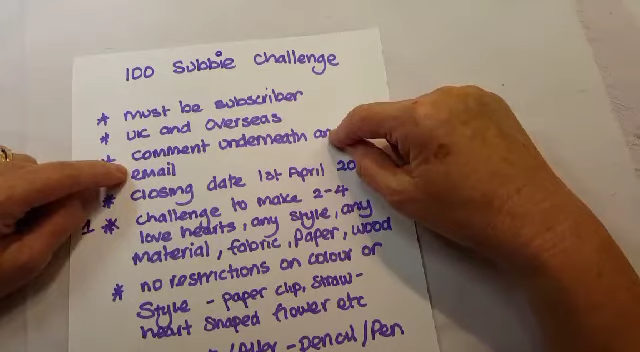 100 Subbie Challenge
* must be subscriber
* UK and Overseas
* comment underneath
email
* closing date 1st April 20
1 * challenge to make 2-4
love hearts, any style, any
material, fabric, paper, wood
* no restrictions on colour or
Style - paper clip, straw-
heart shaped flower etc
- Pencil/Pen